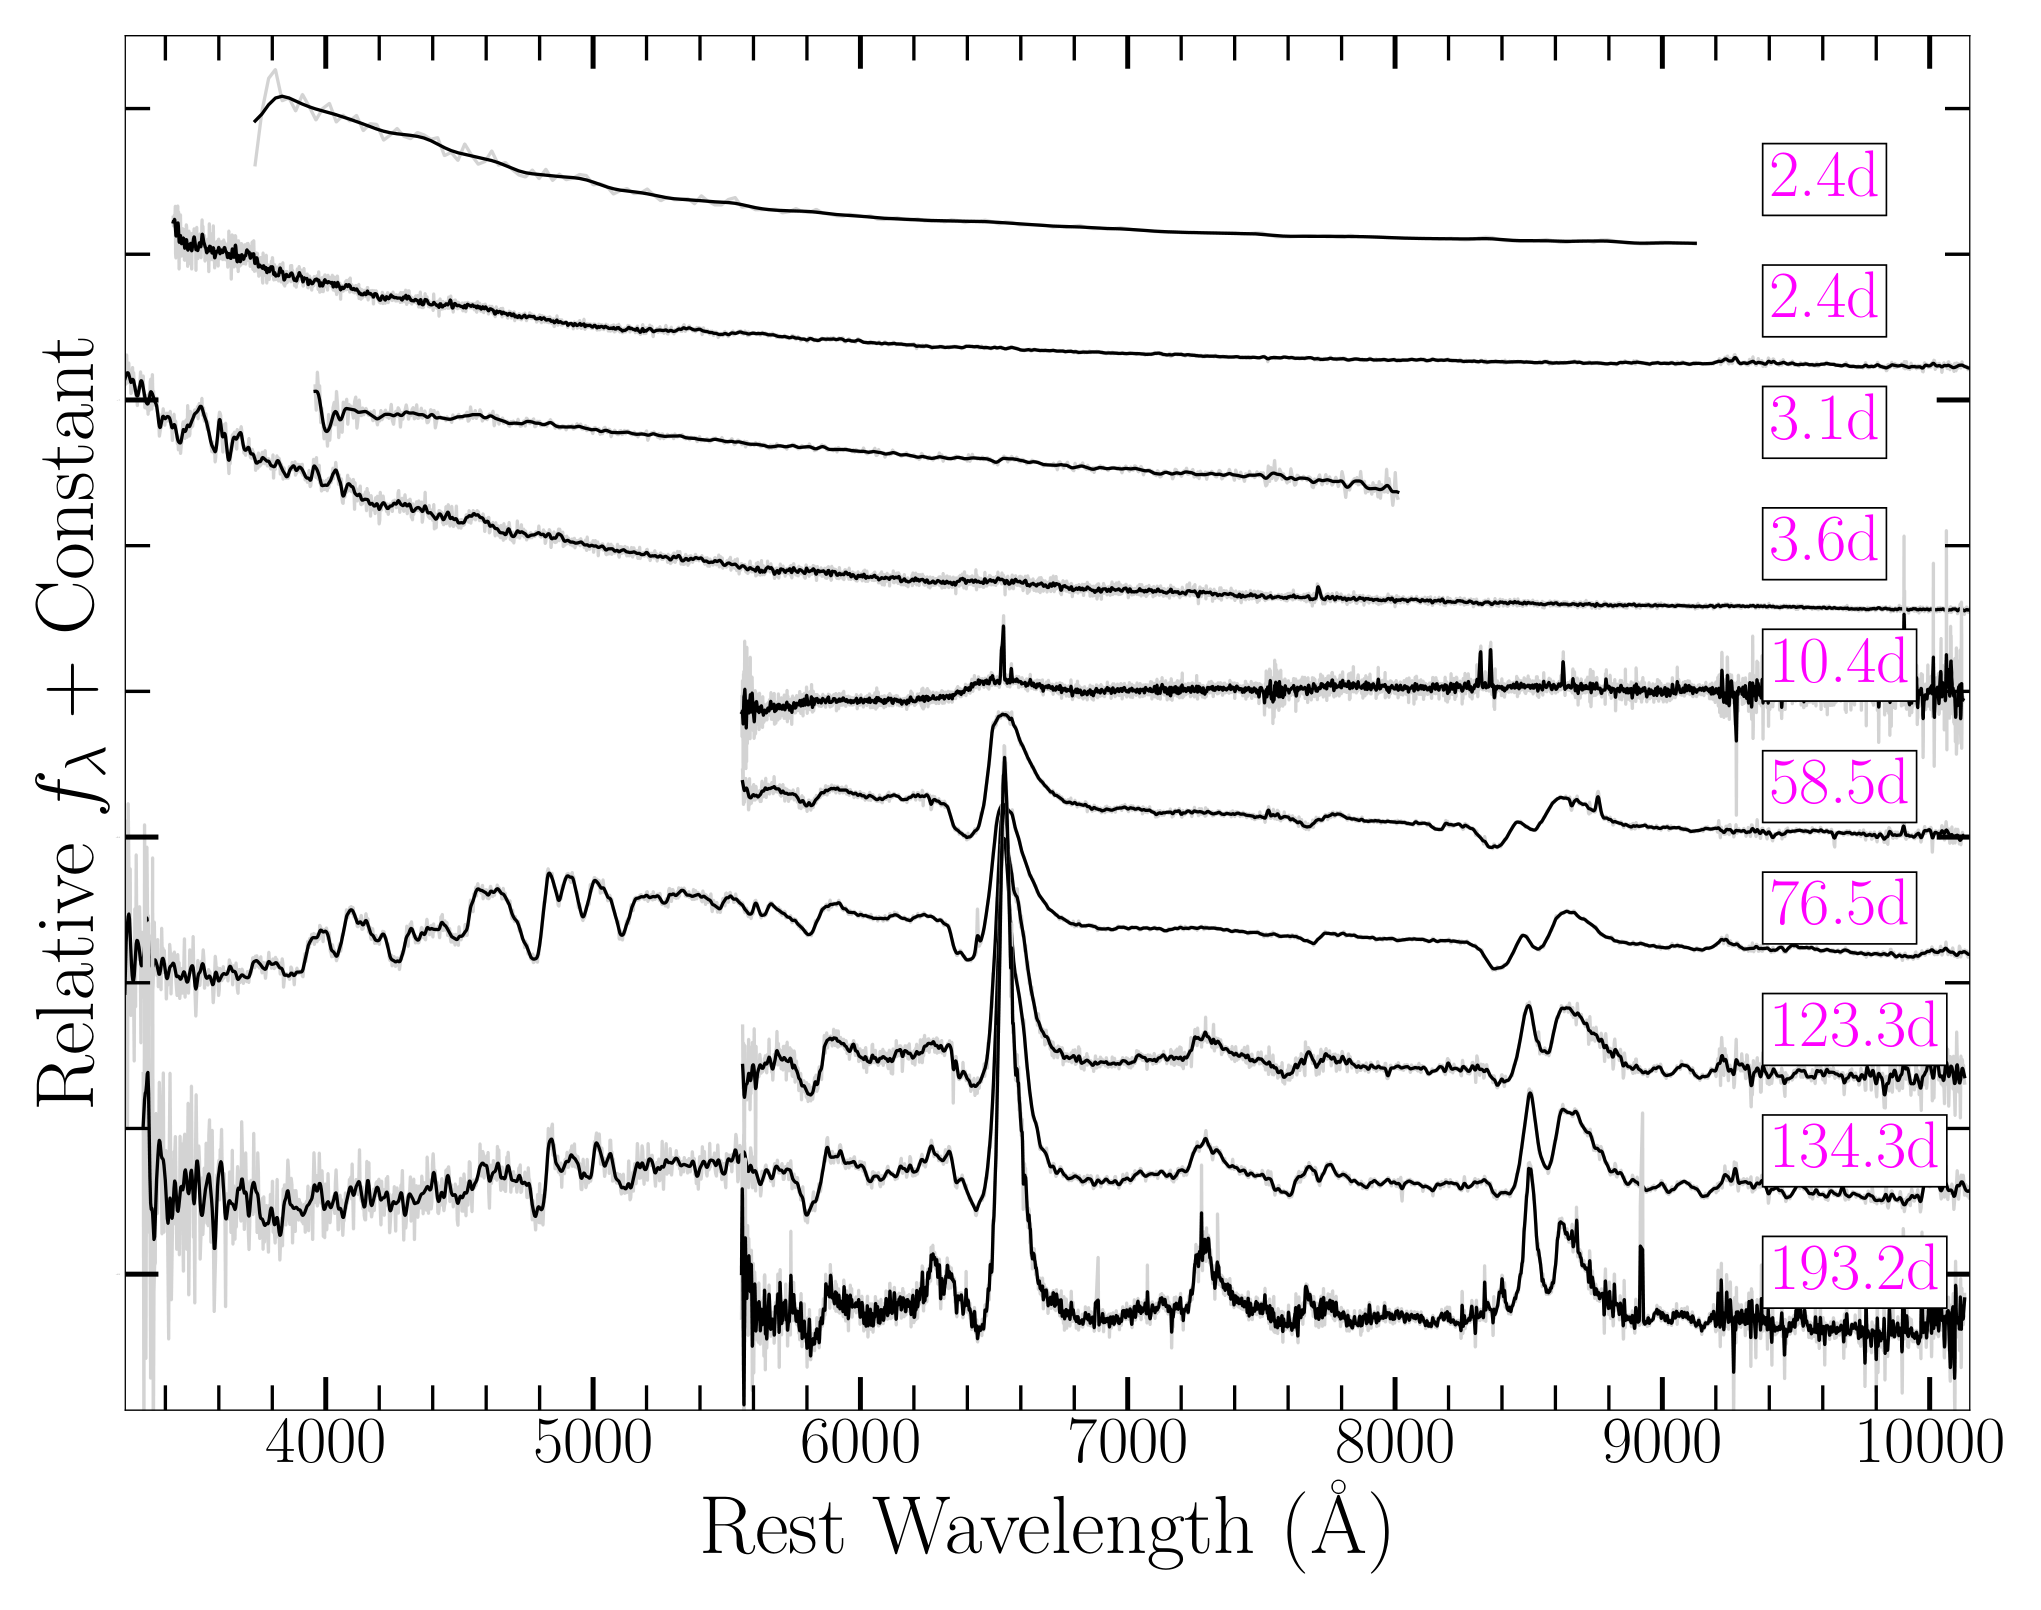 2.4d
2.4d
3.1d
3.6d
10.4d
58.5d
76.5d
123.3d
134.3d
193.2d
Relative fλ + Constant
4000 5000 6000 7000 8000 9000 10000
Rest Wavelength (Å)